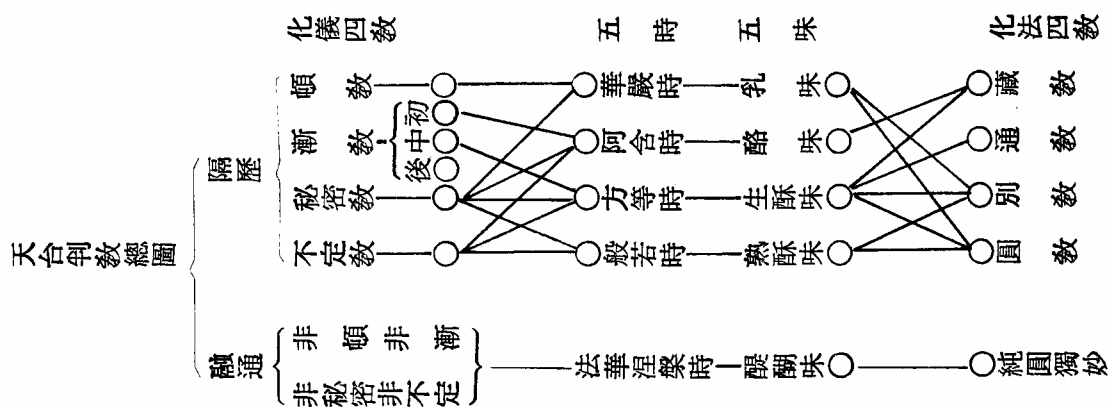 天台判教總圖
化儀四教
五時
五味
化法四教
隔歷
頓教
華嚴時
乳味
藏教
漸教
初
中
後
阿含時
酪味
通教
秘密教
方等時
生酥味
別教
不定教
般若時
熟酥味
圓教
融通
非頓非漸
非秘密非不定
法華涅槃時
醍醐味
純圓獨妙